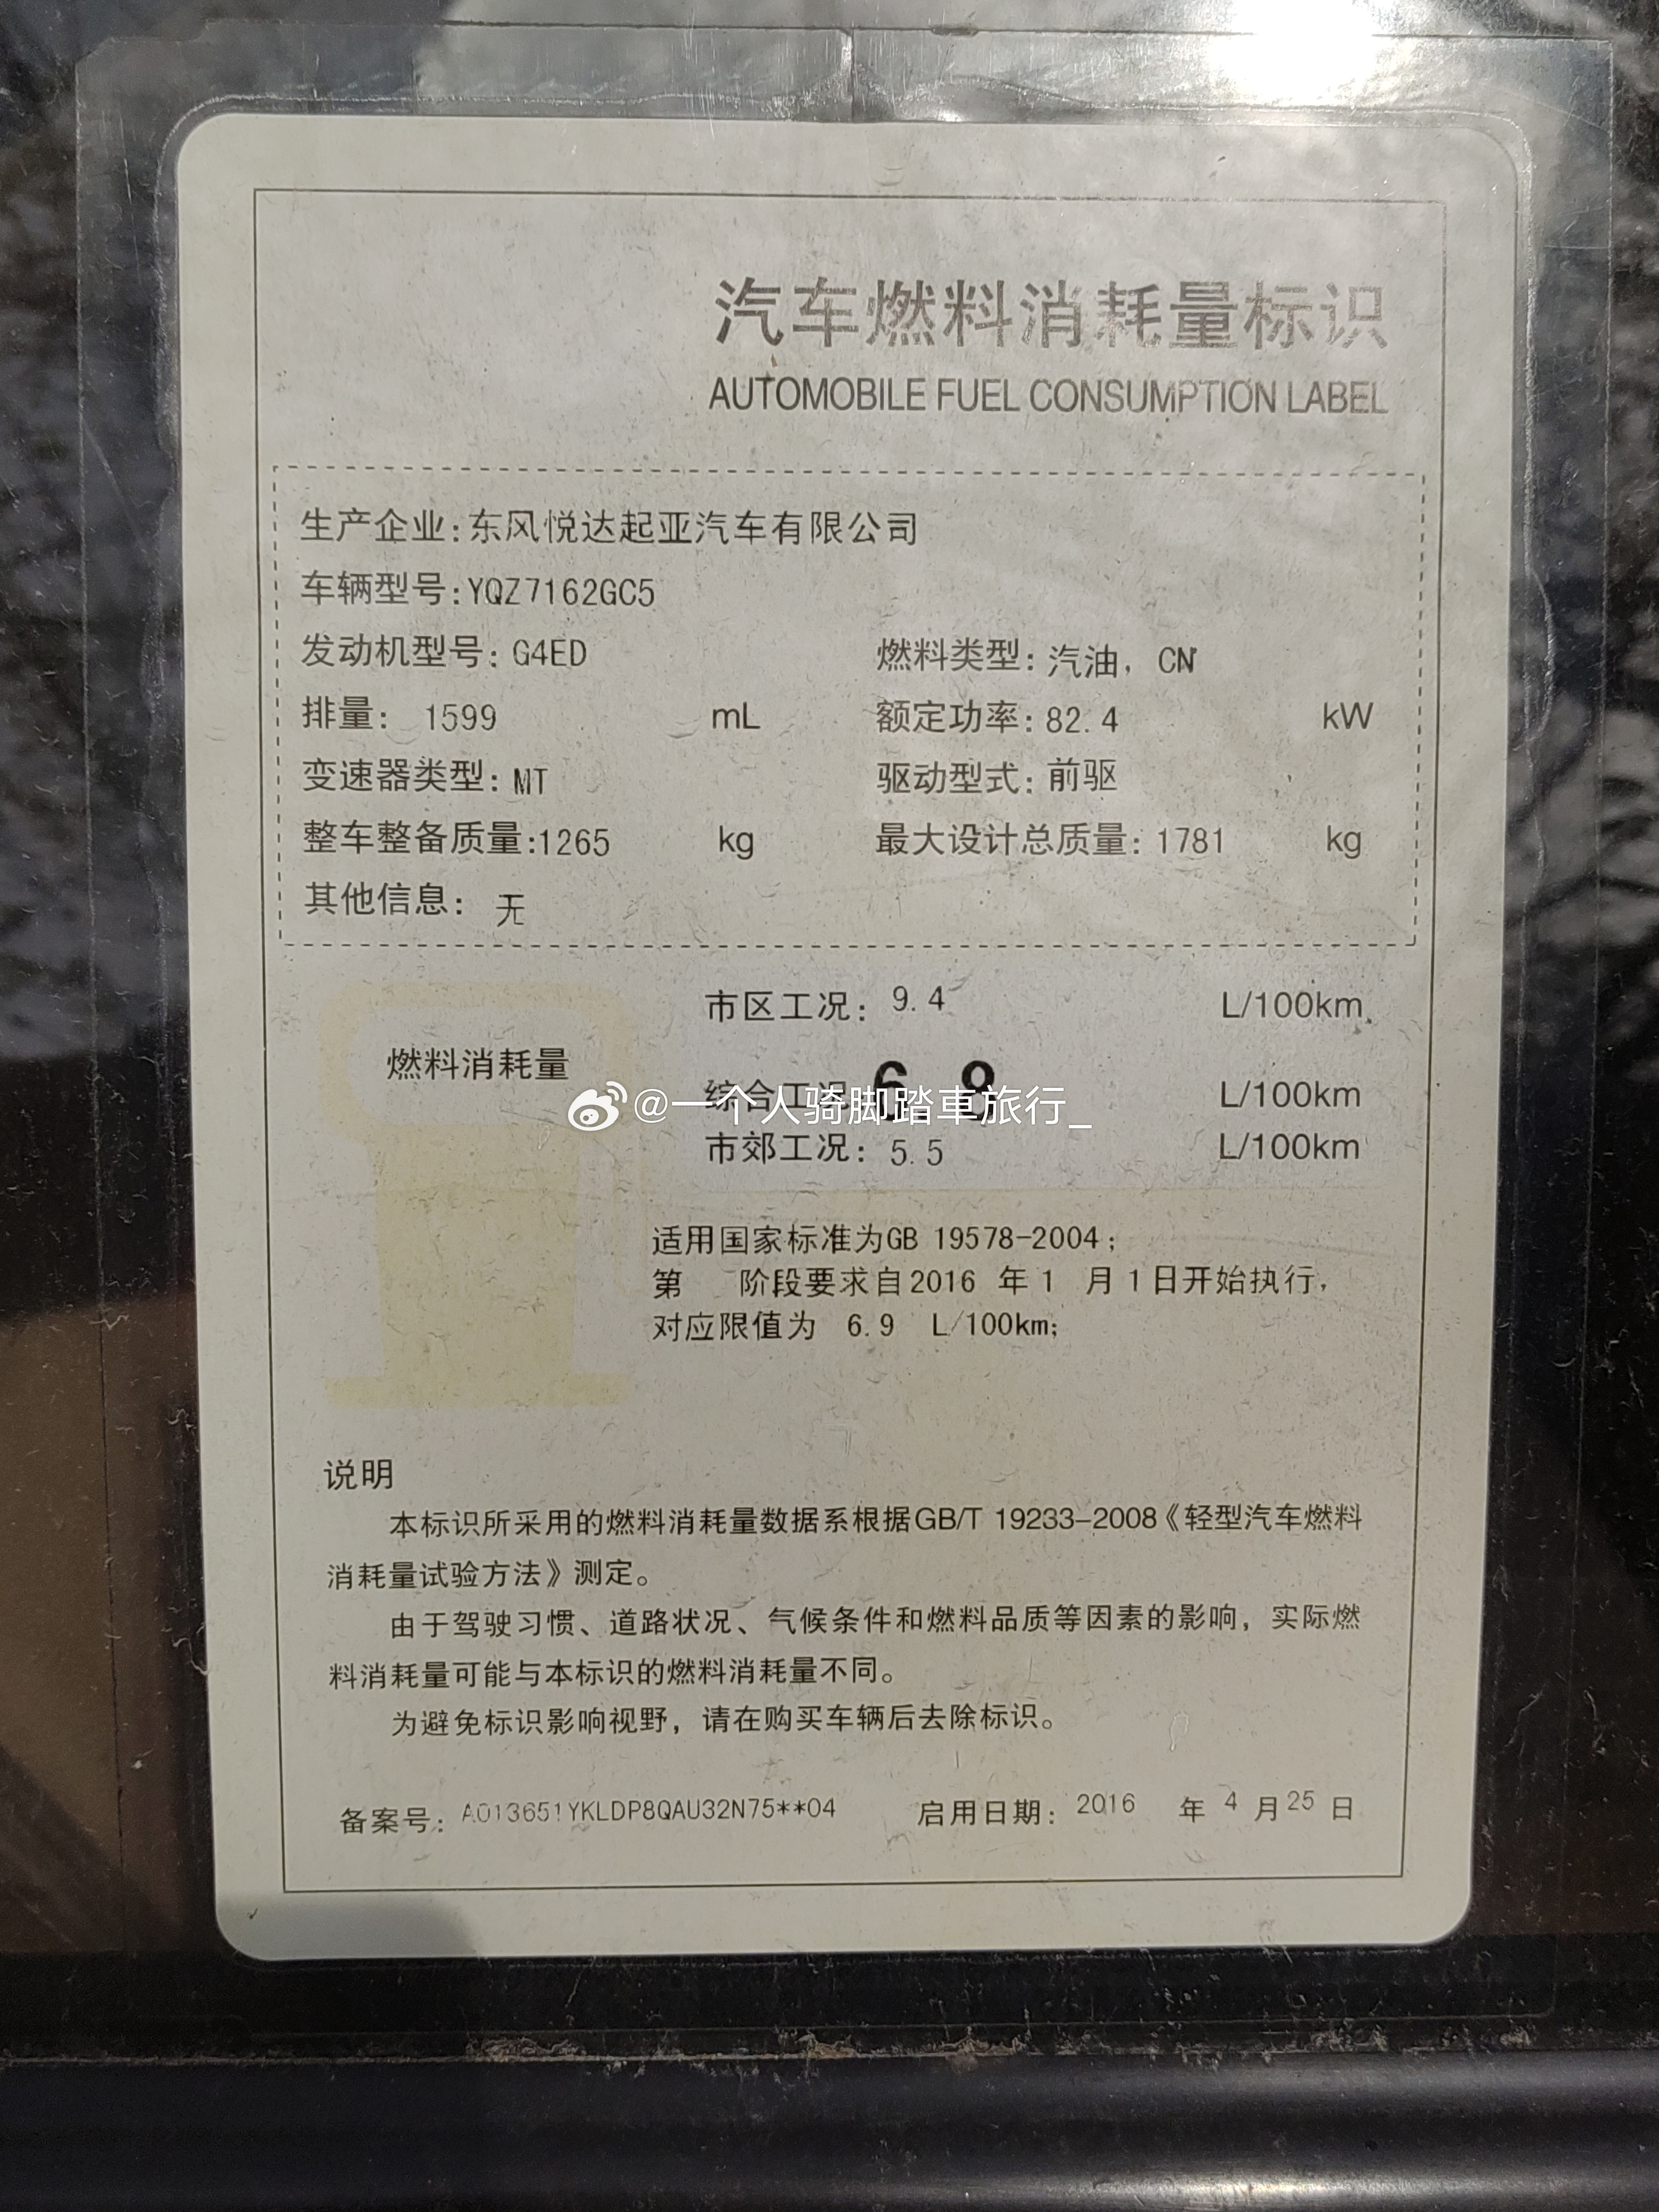 汽车燃料消耗量标识
AUTOMOBILE FUEL CONSUMPTION LABEL
生产企业:东风悦达起亚汽车有限公司
车辆型号:YQZ7162GC5
发动机型号:G4ED 燃料类型:汽油,CN
排量: 1599 mL 额定功率:82.4 kW
变速器类型:MT 驱动型式:前驱
整车整备质量:1265 kg 最大设计总质量:1781 kg
其他信息: 无
市区工况: 9.4 L/100km
燃料消耗量
综合工况 6.9 L/100km
@一个人骑脚踏車旅行_
市郊工况: 5.5 L/100km
适用国家标准为GB 19578-2004;
第 阶段要求自2016 年1 月1日开始执行,
对应限值为 6.9 L/100km;
说明
本标识所采用的燃料消耗量数据系根据GB/T 19233-2008《轻型汽车燃料
消耗量试验方法》测定。
由于驾驶习惯、道路状况、气候条件和燃料品质等因素的影响,实际燃
料消耗量可能与本标识的燃料消耗量不同。
为避免标识影响视野,请在购买车辆后去除标识。
备案号: A013651YKLDP8QAU32N75**04 启用日期: 2016 年 4 月 25 日